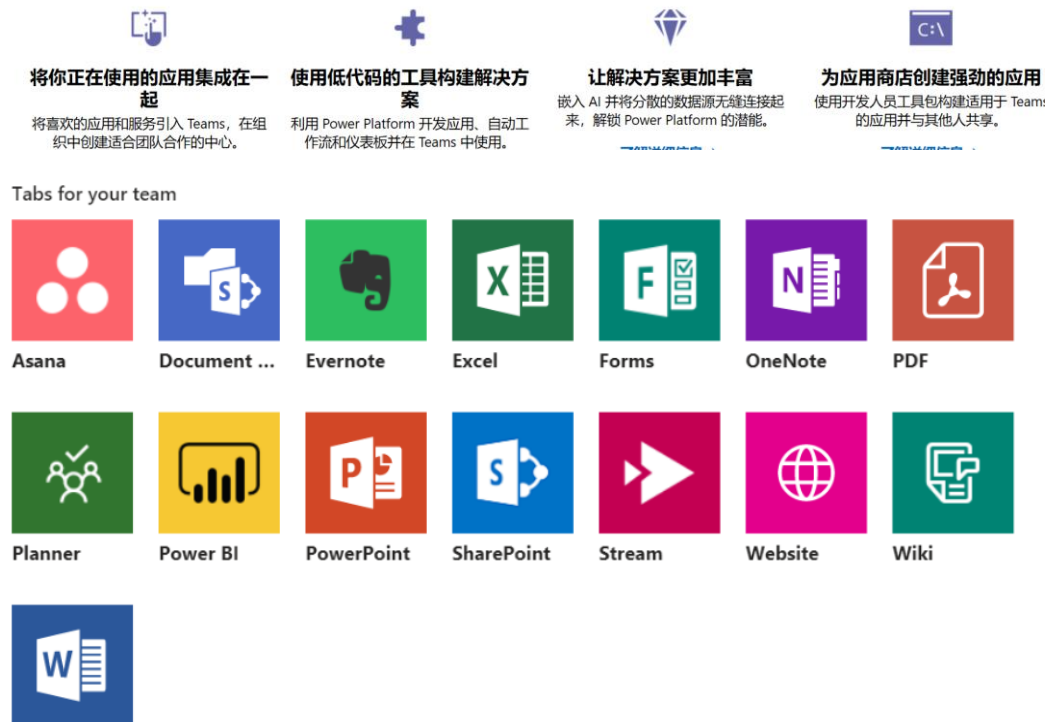 C:\
将你正在使用的应用集成在一
起
将喜欢的应用和服务引入 Teams，在组
织中创建适合团队合作的中心。
使用低代码的工具构建解决方
案
利用 Power Platform 开发应用、自动工
作流和仪表板并在 Teams 中使用。
让解决方案更加丰富
嵌入 AI 并将分散的数据源无缝连接起
来，解锁 Power Platform 的潜能。
为应用商店创建强劲的应用
使用开发人员工具包构建适用于 Teams
的应用并与其他人共享。
Tabs for your team
Asana
S
Document ...
Evernote
X
Excel
F
Forms
N
OneNote
PDF
Planner
Power BI
P
PowerPoint
S
SharePoint
Stream
Website
Wiki
W